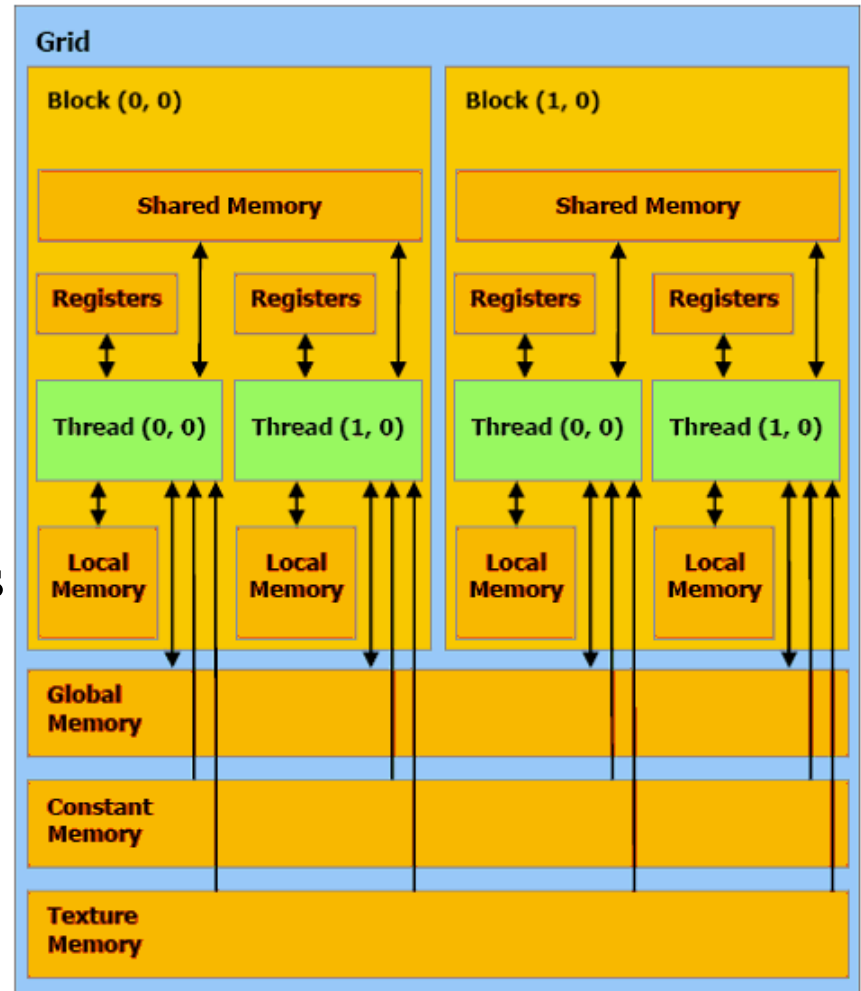 Grid
Block (0, 0)
Block (1, 0)
Shared Memory
Shared Memory
Registers
Registers
Registers
Registers
Thread (0, 0)
Thread (1, 0)
Thread (0, 0)
Thread (1, 0)
Local
Memory
Local
Memory
Local
Memory
Local
Memory
s
Global
Memory
Constant
Memory
Texture
Memory